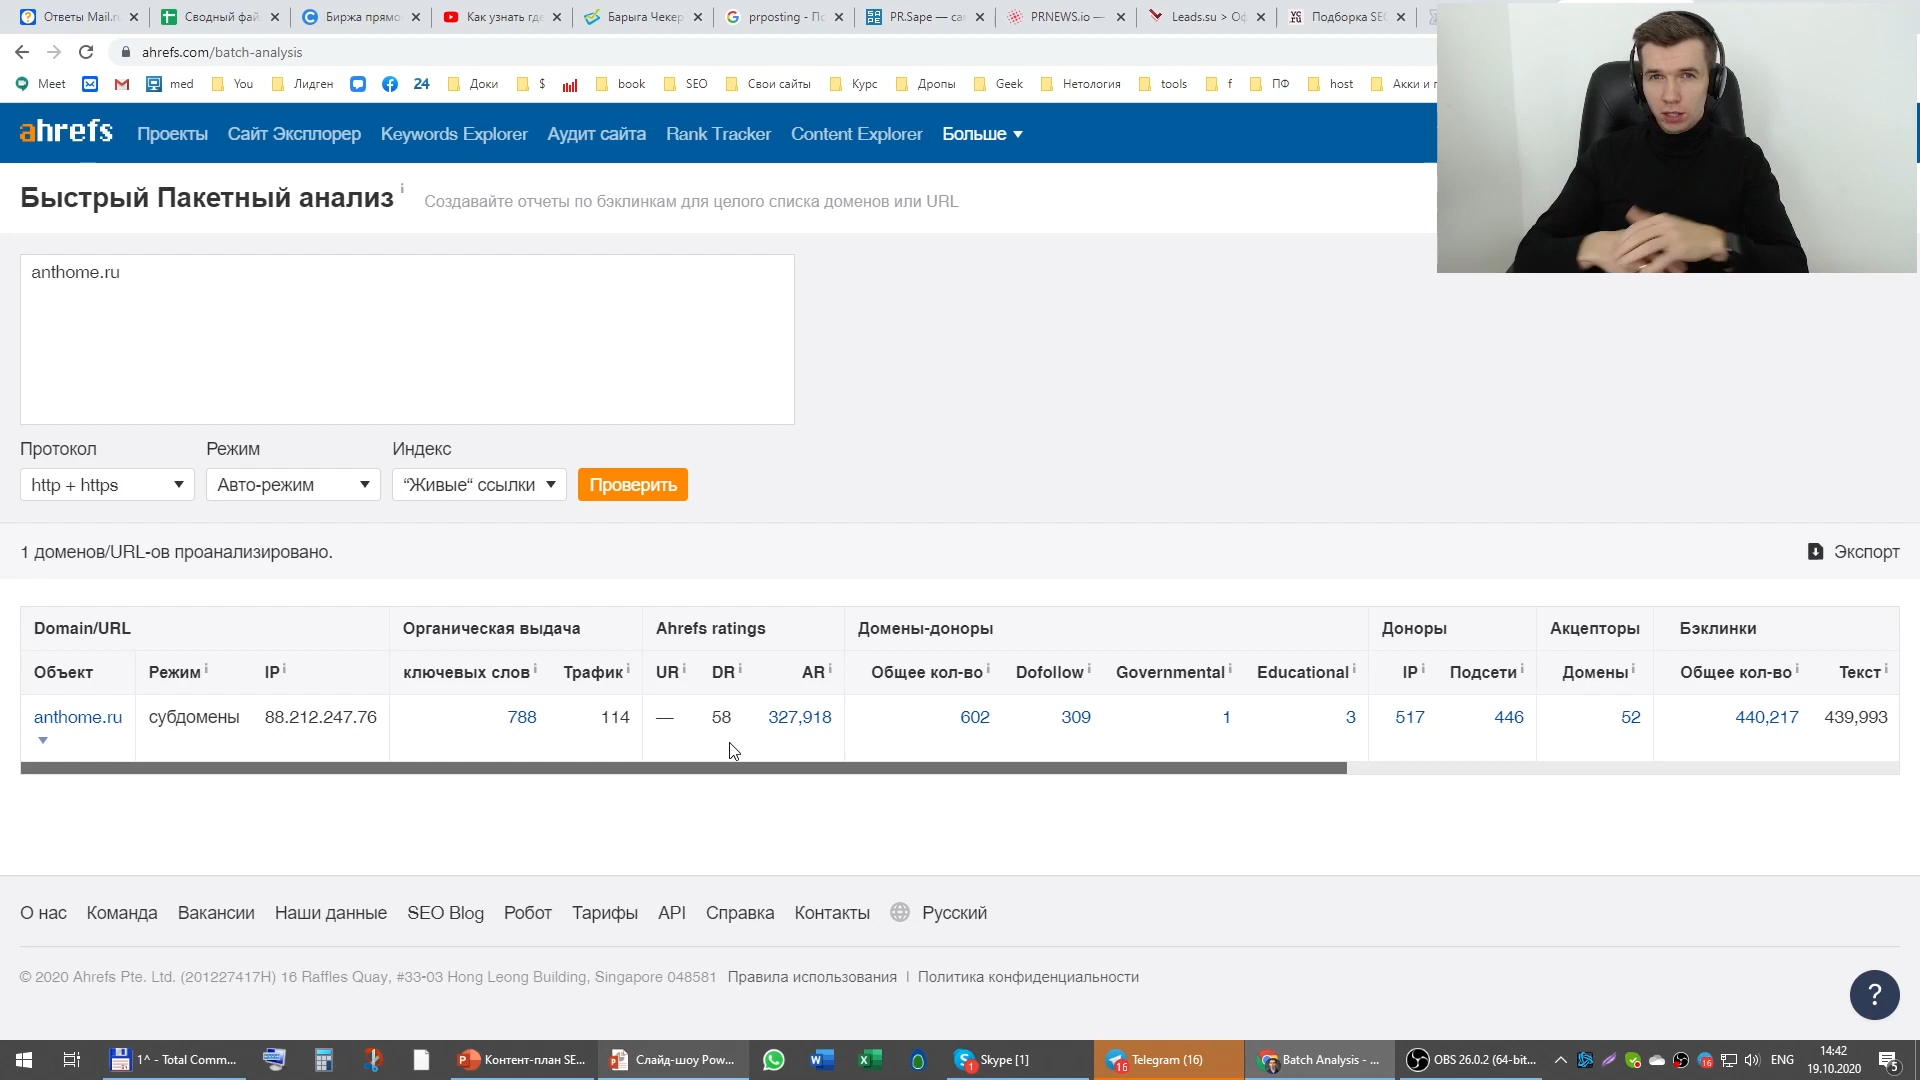 Ответы Mail.ru
Сводный фай
Биржа прямо
Как узнать где
Барыга Чекер
prposting - По
PR.Sape — са
PRNEWS.io —
Leads.su > Оф
Подборка SEO
ahrefs.com/batch-analysis
Meet
med
You
Лидген
24
Доки
$
book
SEO
Свои сайты
Курс
Дропы
Geek
Нетология
tools
f
ПФ
host
Акки и п
ahrefs
Проекты
Сайт Эксплорер
Keywords Explorer
Аудит сайта
Rank Tracker
Content Explorer
Больше
Быстрый Пакетный анализ i
Создавайте отчеты по бэклинкам для целого списка доменов или URL
anthome.ru
Протокол
Режим
Индекс
http + https
Авто-режим
“Живые“ ссылки
Проверить
1 доменов/URL-ов проанализировано.
Экспорт
Domain/URL
Органическая выдача
Ahrefs ratings
Домены-доноры
Доноры
Акцепторы
Бэклинки
Объект
Режим i
IP i
ключевых слов i
Трафик i
UR i
DR i
AR i
Общее кол-во i
Dofollow i
Governmental i
Educational i
IP i
Подсети i
Домены i
Общее кол-во i
Текст i
anthome.ru
субдомены
88.212.247.76
788
114
—
58
327,918
602
309
1
3
517
446
52
440,217
439,993
О нас
Команда
Вакансии
Наши данные
SEO Blog
Робот
Тарифы
API
Справка
Контакты
Русский
© 2020 Ahrefs Pte. Ltd. (201227417H) 16 Raffles Quay, #33-03 Hong Leong Building, Singapore 048581
Правила использования | Политика конфиденциальности
?
1^ - Total Comm...
Контент-план SE...
Слайд-шоу Pow...
Skype [1]
Telegram (16)
Batch Analysis - ...
OBS 26.0.2 (64-bit...
ENG
14:42
19.10.2020
5